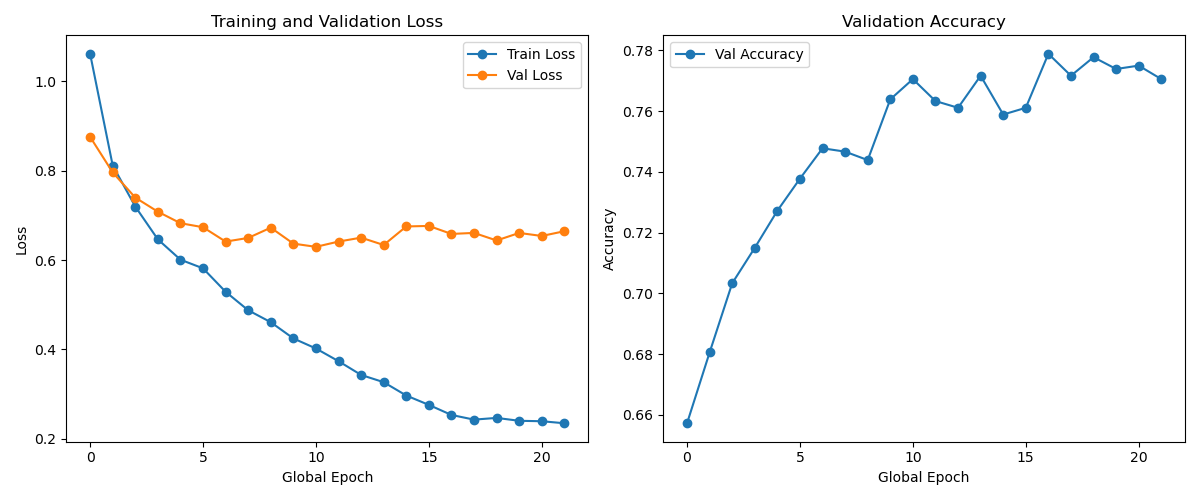 Training and Validation Loss
Train Loss
Val Loss
1.0
0.8
0.6
0.4
0.2
Loss
0 5 10 15 20
Global Epoch
Validation Accuracy
Val Accuracy
0.78
0.76
0.74
0.72
0.70
0.68
0.66
Accuracy
0 5 10 15 20
Global Epoch